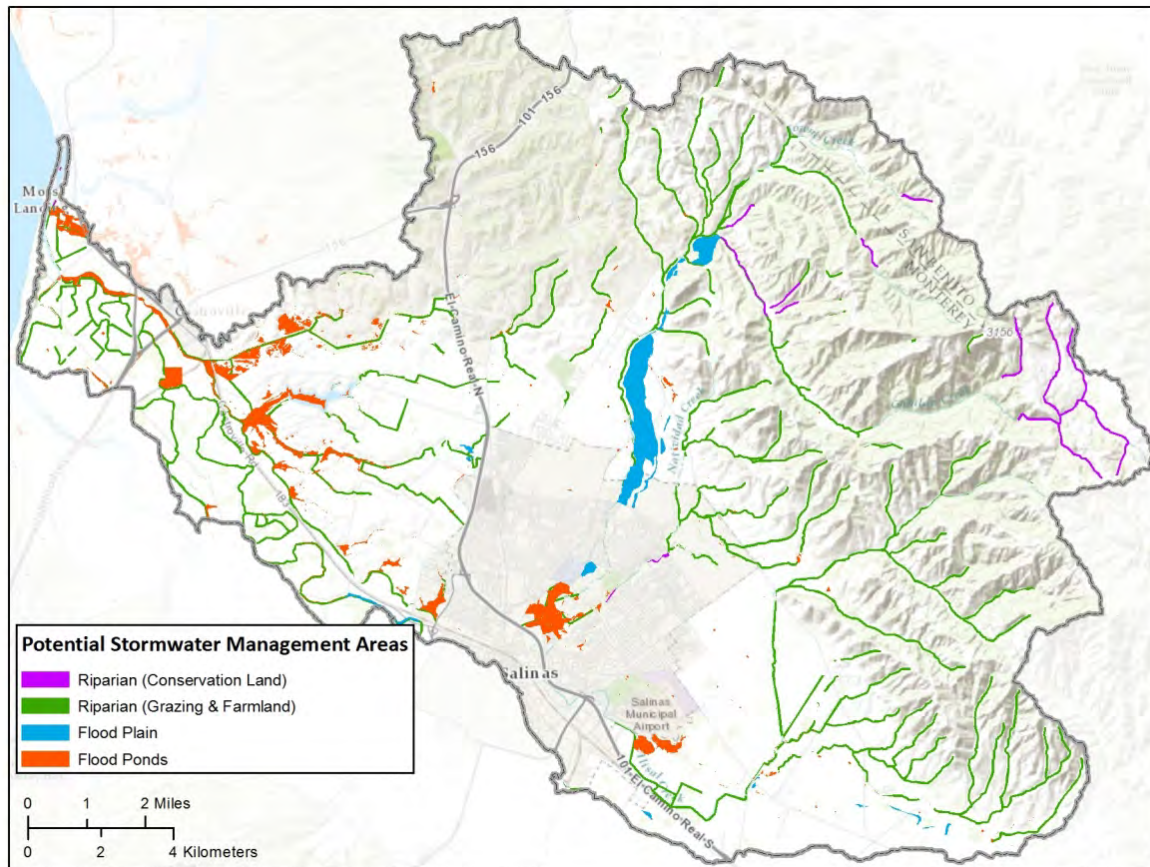 156
101
156
Moss
Landing
156
Castroville
El-Camino-Real-N
SAN BENITO
MONTEREY
3156
Natividad Creek
183
Potential Stormwater Management Areas
Riparian (Conservation Land)
Riparian (Grazing & Farmland)
Flood Plain
Flood Ponds
Salinas
Salinas
Municipal
Airport
101-El-Camino-Real-S
0 1 2 Miles
0 2 4 Kilometers